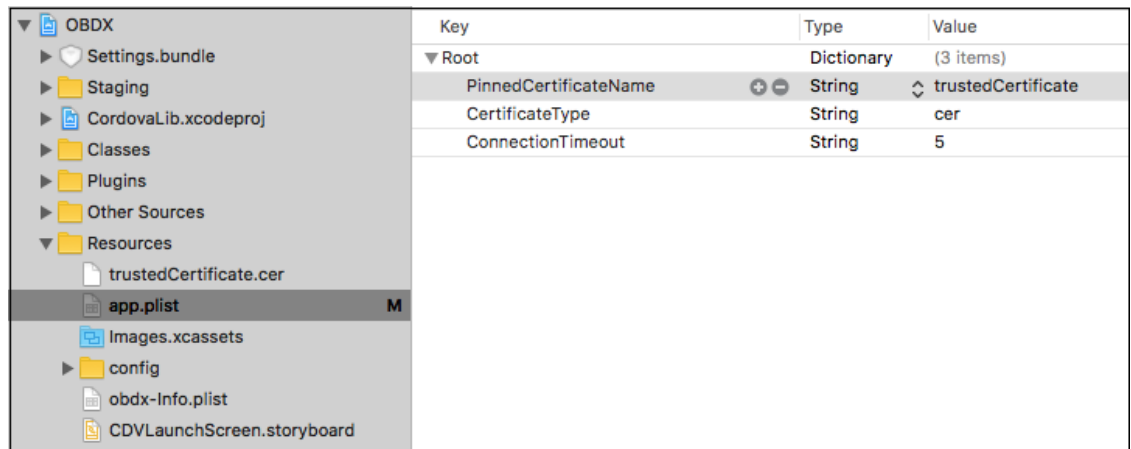 OBDX
Settings.bundle
Staging
CordovaLib.xcodeproj
Classes
Plugins
Other Sources
Resources
trustedCertificate.cer
app.plist M
Images.xcassets
config
obdx-Info.plist
CDVLaunchScreen.storyboard
Key Type Value
Root Dictionary (3 items)
PinnedCertificateName String trustedCertificate
CertificateType String cer
ConnectionTimeout String 5